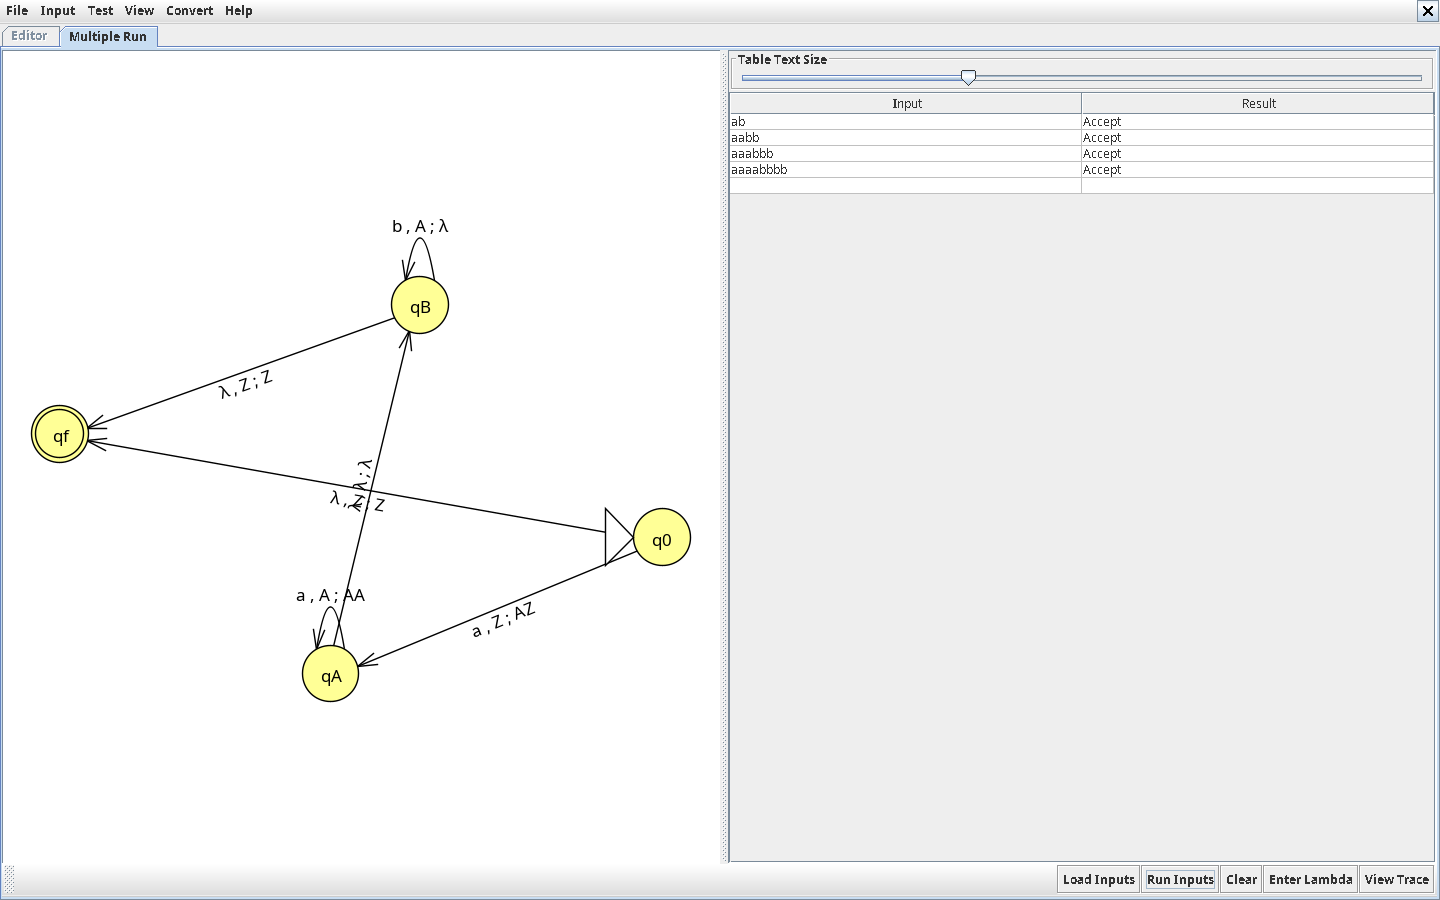 File Input Test View Convert Help
Editor Multiple Run
Table Text Size
Input Result
ab Accept
aabb Accept
aaabbb Accept
aaaabbbb Accept
b , A ; λ
qB
λ , Z ; Z
qf
λ , λ ; λ
λ , Z ; Z
q0
a , A ; AA
a , Z ; AZ
qA
Load Inputs Run Inputs Clear Enter Lambda View Trace